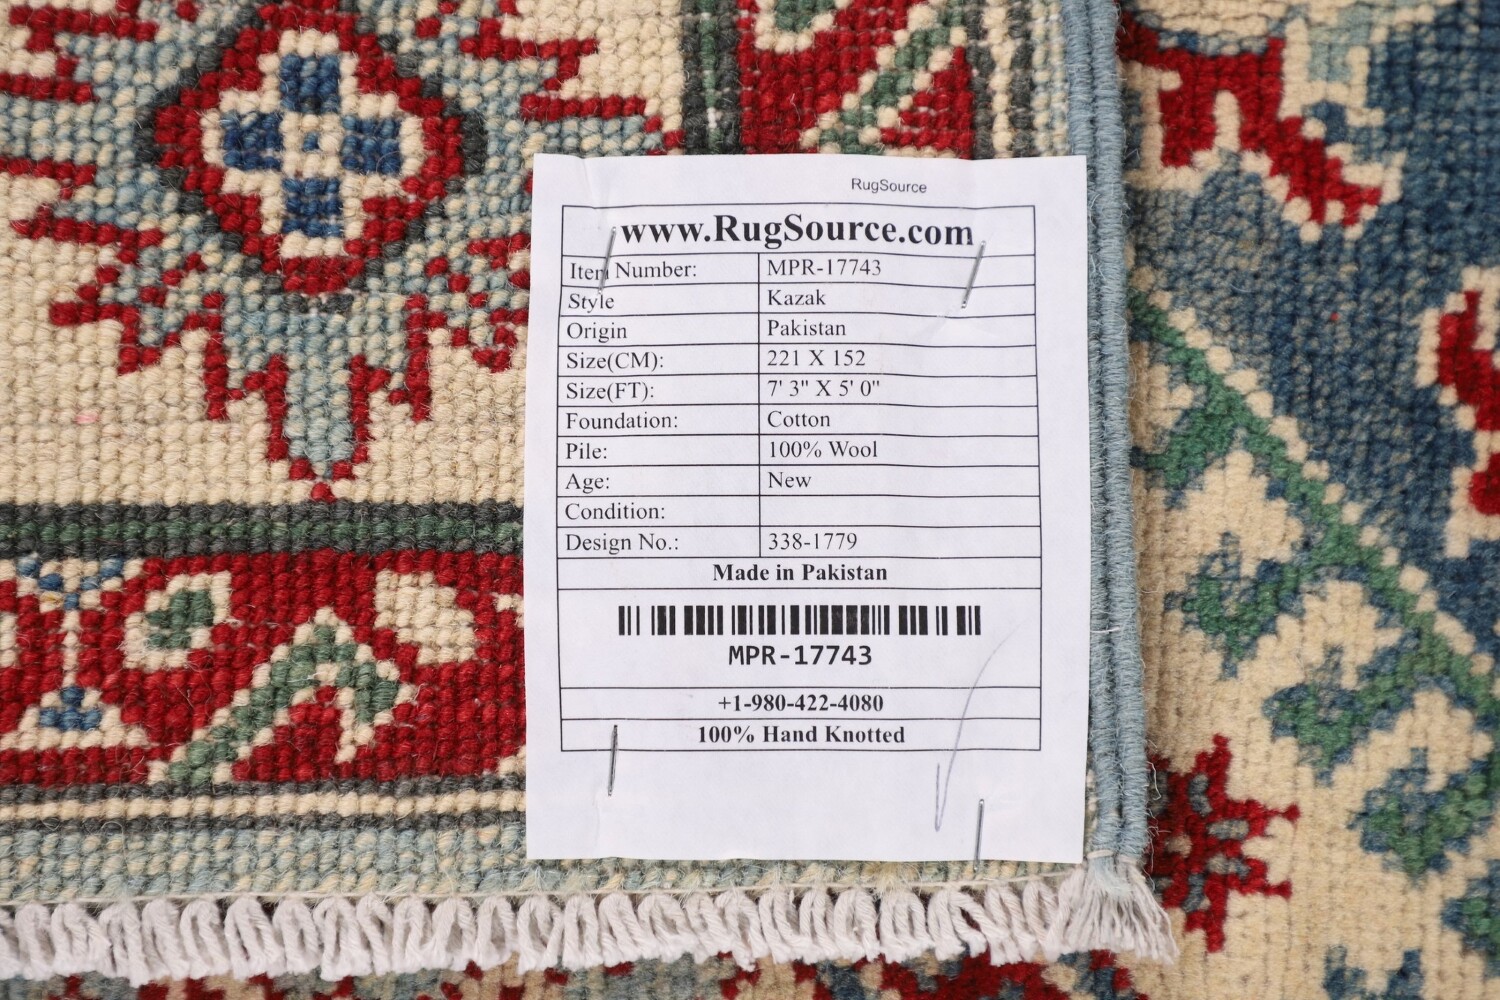 RugSource
www.RugSource.com
Item Number: MPR-17743
Style Kazak
Origin Pakistan
Size(CM): 221 X 152
Size(FT): 7' 3" X 5' 0"
Foundation: Cotton
Pile: 100% Wool
Age: New
Condition:
Design No.: 338-1779
Made in Pakistan
MPR-17743
+1-980-422-4080
100% Hand Knotted